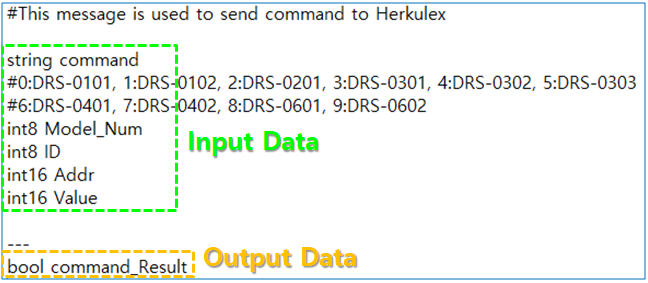 #This message is used to send command to Herkulex
string command
#0:DRS-0101, 1:DRS-0102, 2:DRS-0201, 3:DRS-0301, 4:DRS-0302, 5:DRS-0303
#6:DRS-0401, 7:DRS-0402, 8:DRS-0601, 9:DRS-0602
int8 Model_Num
int8 ID
int16 Addr
int16 Value
Input Data
---
bool command_Result
Output Data